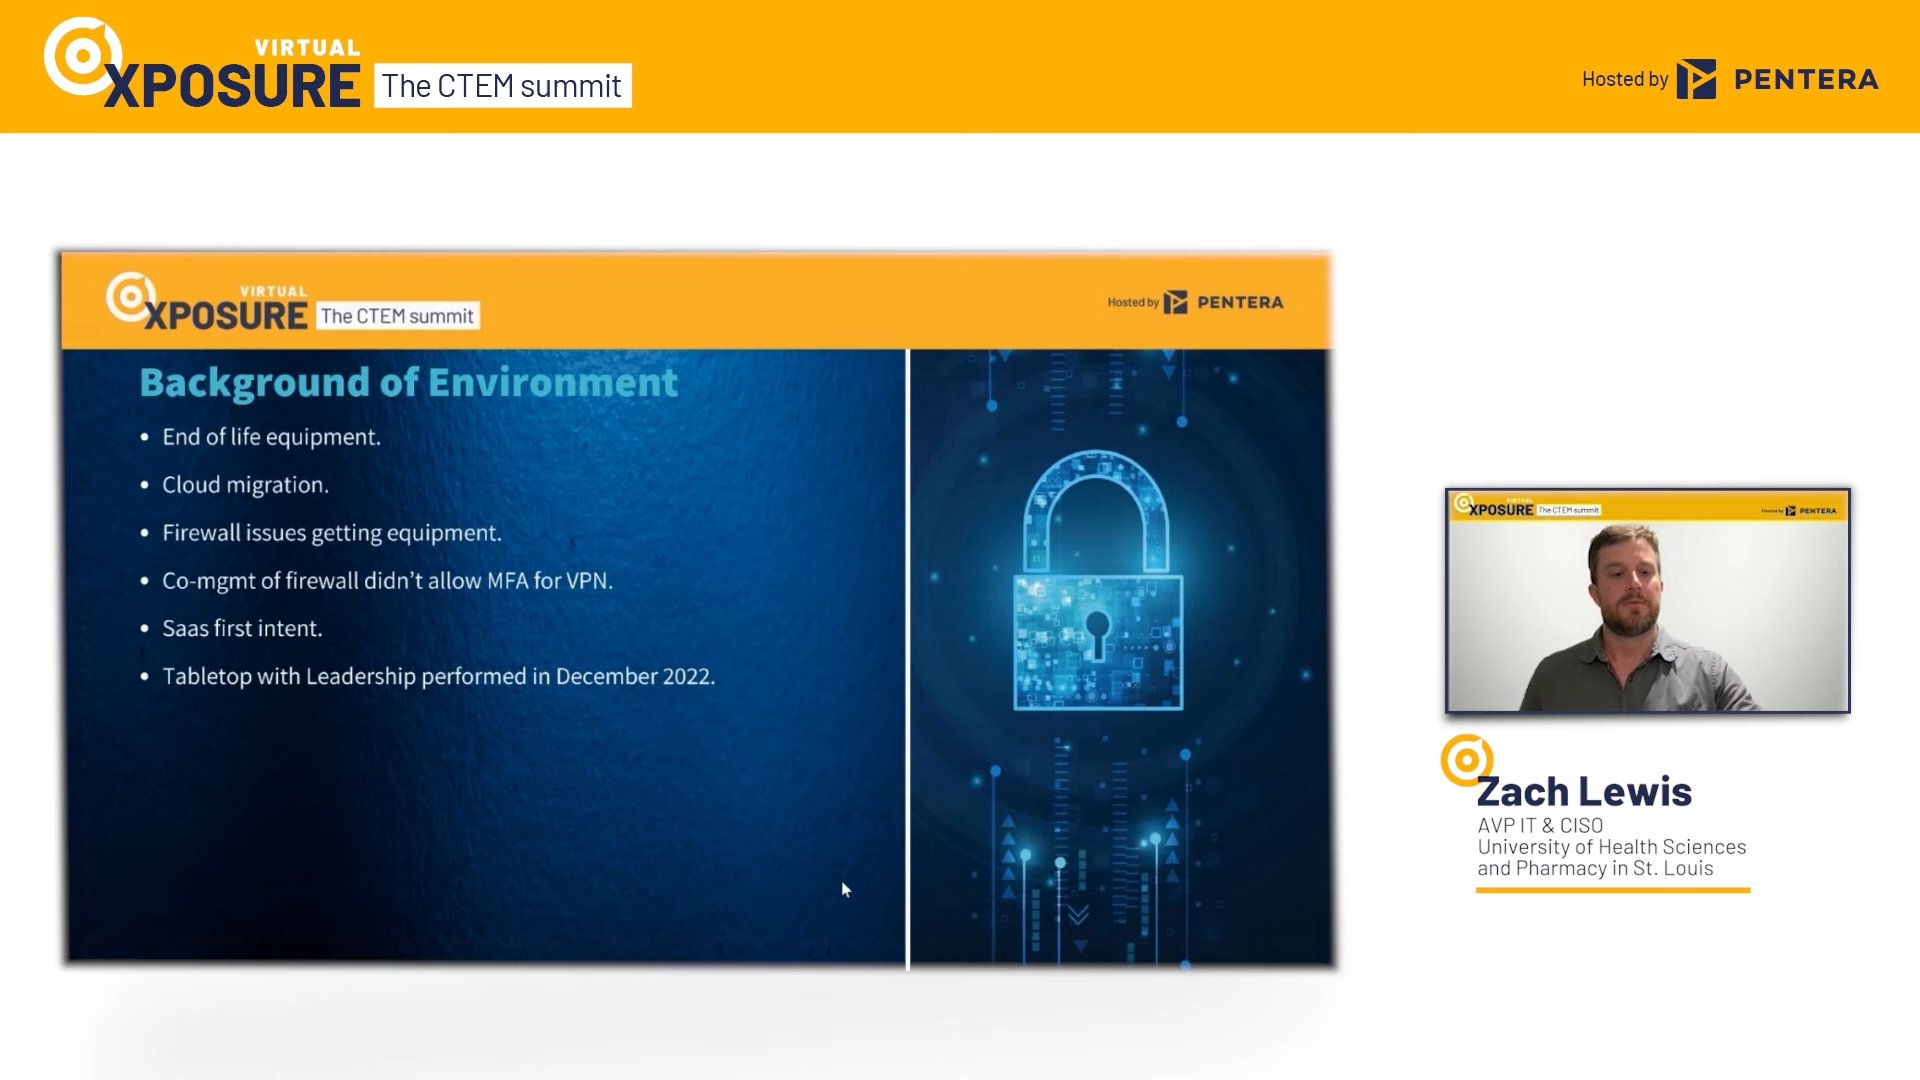 VIRTUAL
XPOSURE The CTEM summit
Hosted by PENTERA
VIRTUAL
XPOSURE The CTEM summit
Hosted by PENTERA
Background of Environment
• End of life equipment.
• Cloud migration.
• Firewall issues getting equipment.
• Co-mgmt of firewall didn’t allow MFA for VPN.
• Saas first intent.
• Tabletop with Leadership performed in December 2022.
VIRTUAL
XPOSURE The CTEM summit
Hosted by PENTERA
Zach Lewis
AVP IT & CISO
University of Health Sciences
and Pharmacy in St. Louis